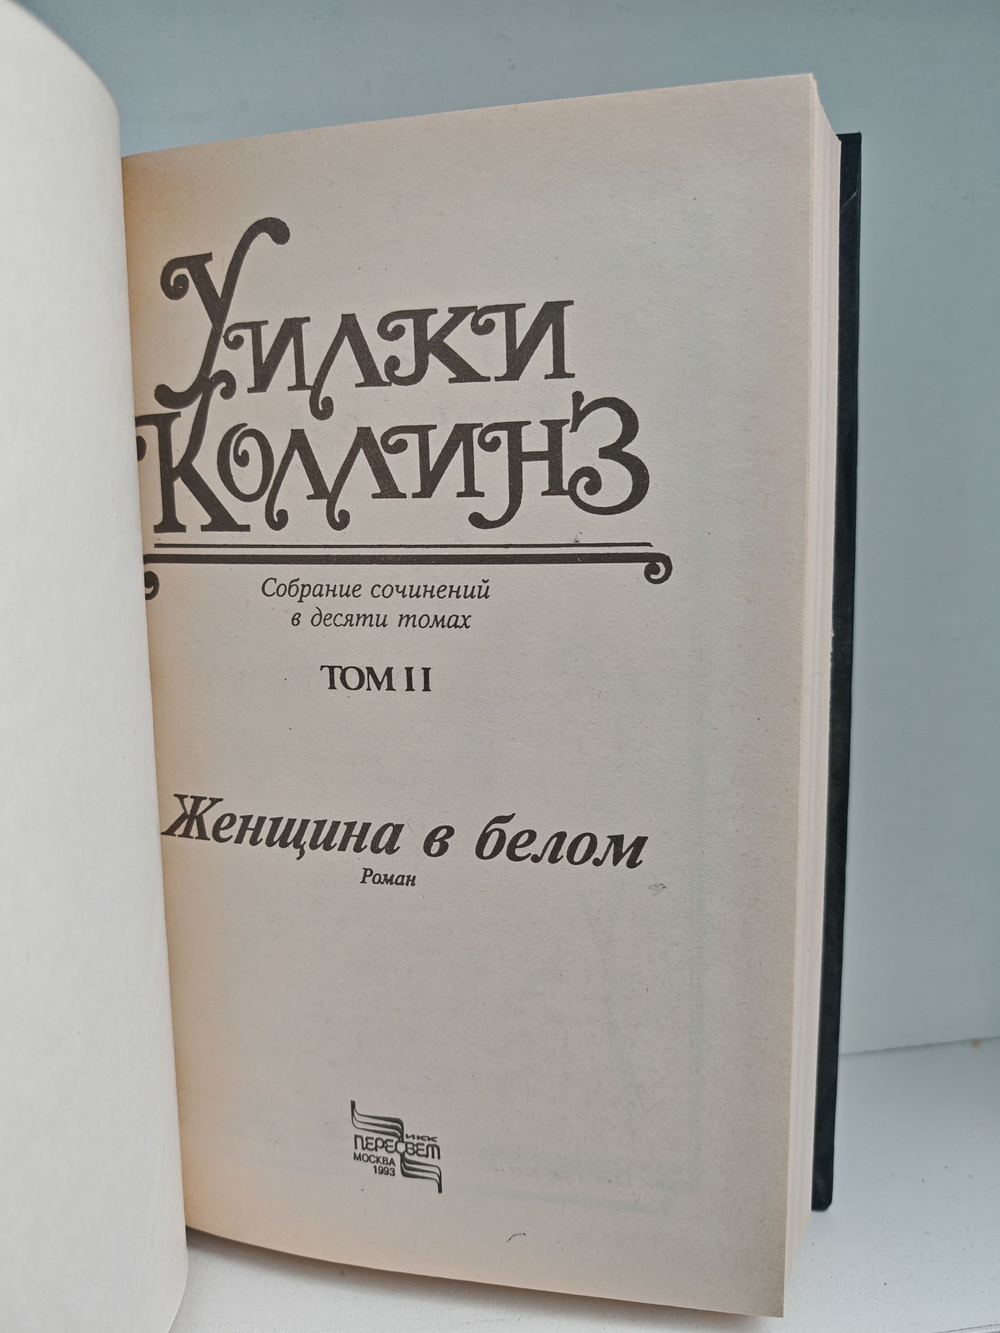 Уилки
Коллинз
Собрание сочинений
в десяти томах
ТОМ II
Женщина в белом
Роман
ИКК
ПЕРЕСВЕТ
МОСКВА
1993